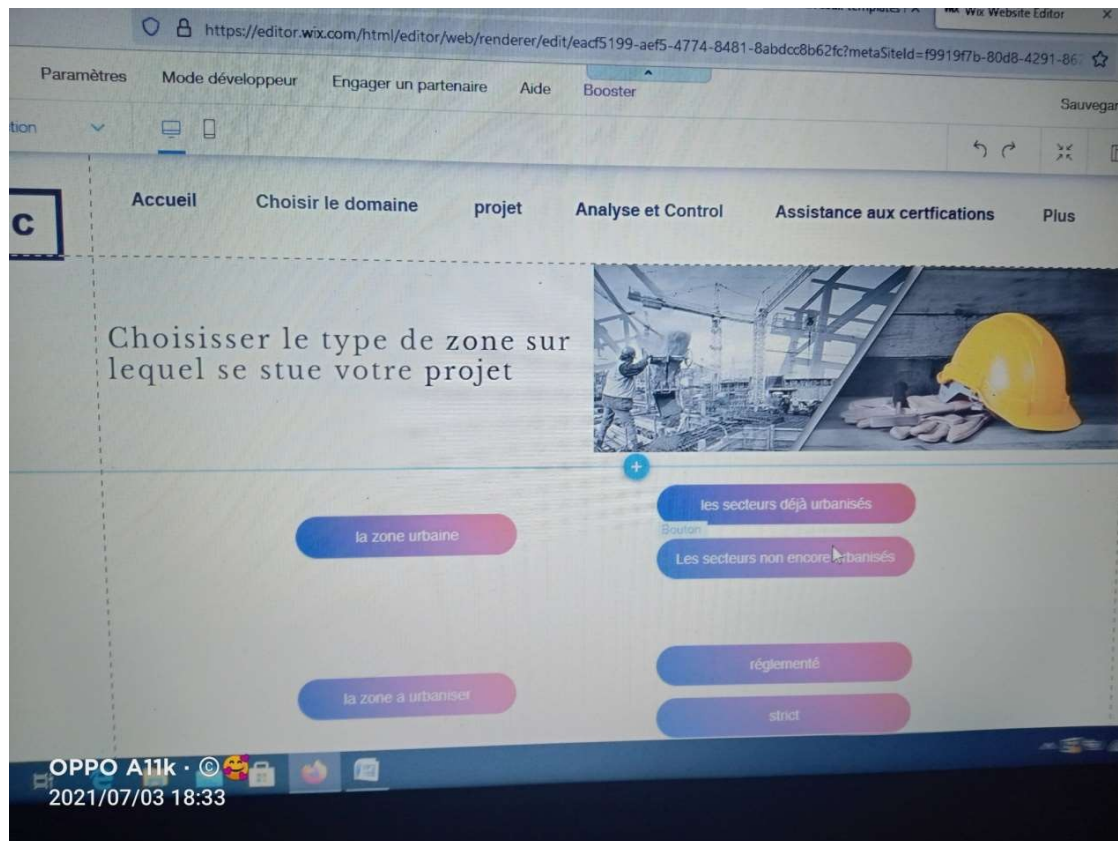 Wix Website Editor
https://editor.wix.com/html/editor/web/renderer/edit/eacf5199-aef5-4774-8481-8abdcc8b62fc?metaSiteId=f9919f7b-80d8-4291-86
Paramètres Mode développeur Engager un partenaire Aide Booster
Sauvegar
tion
C
Accueil Choisir le domaine projet Analyse et Control Assistance aux certfications Plus
Choisisser le type de zone sur
lequel se stue votre projet
la zone urbaine
les secteurs déjà urbanisés
Bouton
Les secteurs non encore urbanisés
la zone a urbaniser
réglementé
strict
OPPO A11k · ©
2021/07/03 18:33